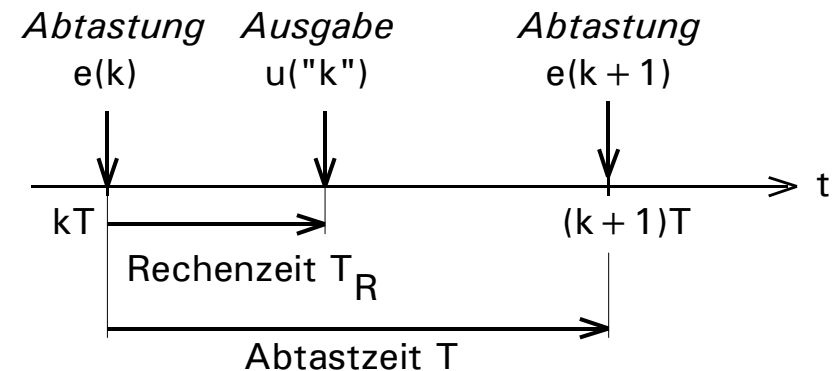 Abtastung Ausgabe Abtastung
e(k) u("k") e(k + 1)
t
kT (k + 1)T
Rechenzeit T_R
Abtastzeit T